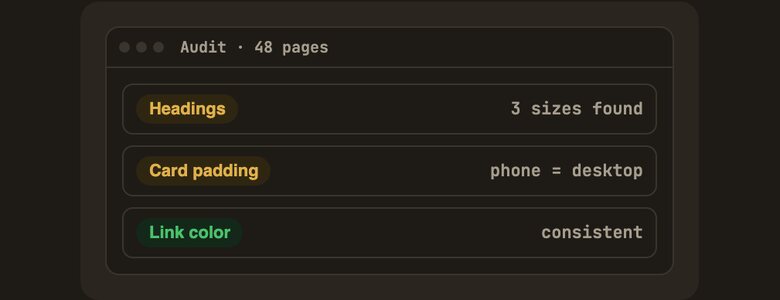 Audit · 48 pages
Headings 3 sizes found
Card padding phone = desktop
Link color consistent